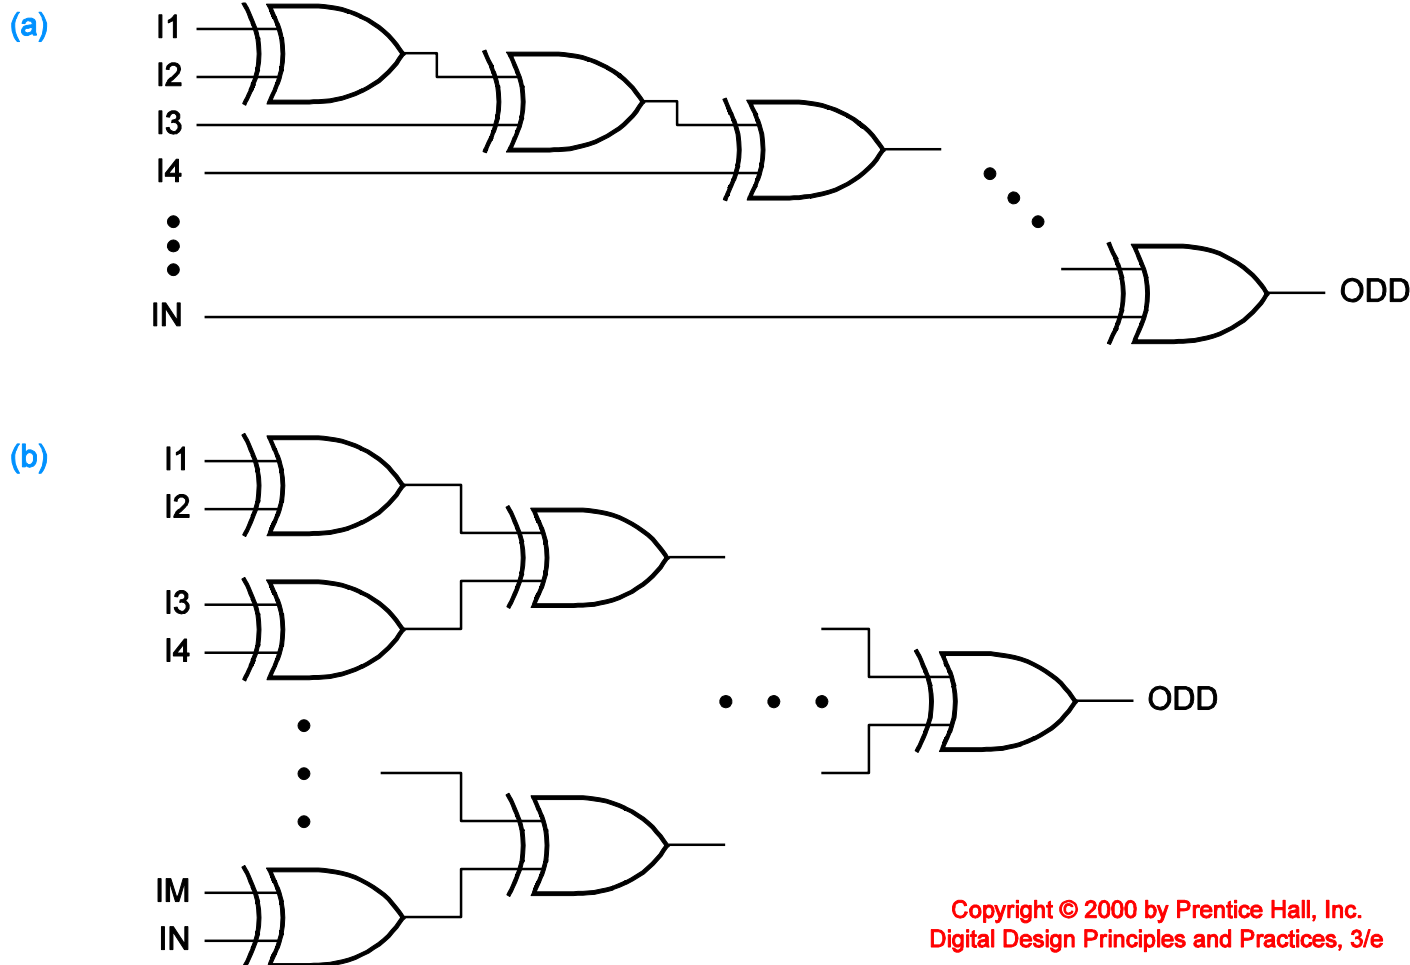 (a)
I1
I2
I3
I4
IN
ODD
(b)
I1
I2
I3
I4
IM
IN
ODD
Copyright © 2000 by Prentice Hall, Inc.
Digital Design Principles and Practices, 3/e